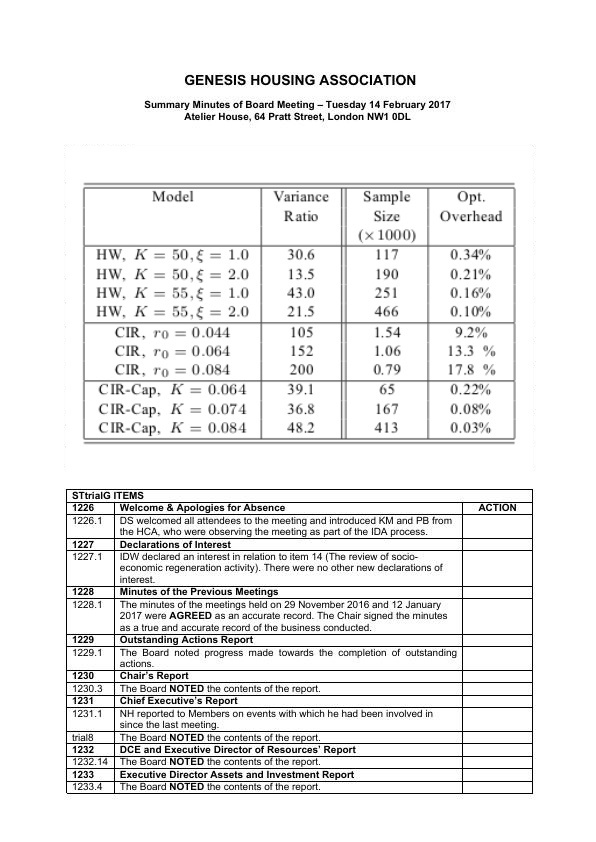 GENESIS HOUSING ASSOCIATION
Summary Minutes of Board Meeting – Tuesday 14 February 2017
Atelier House, 64 Pratt Street, London NW1 0DL
Model Variance Sample Opt.
Ratio Size Overhead
(×1000)
HW, K = 50, ξ = 1.0 30.6 117 0.34%
HW, K = 50, ξ = 2.0 13.5 190 0.21%
HW, K = 55, ξ = 1.0 43.0 251 0.16%
HW, K = 55, ξ = 2.0 21.5 466 0.10%
CIR, r₀ = 0.044 105 1.54 9.2%
CIR, r₀ = 0.064 152 1.06 13.3 %
CIR, r₀ = 0.084 200 0.79 17.8 %
CIR-Cap, K = 0.064 39.1 65 0.22%
CIR-Cap, K = 0.074 36.8 167 0.08%
CIR-Cap, K = 0.084 48.2 413 0.03%
STtrialG ITEMS
1226 Welcome & Apologies for Absence ACTION
1226.1 DS welcomed all attendees to the meeting and introduced KM and PB from
the HCA, who were observing the meeting as part of the IDA process.
1227 Declarations of Interest
1227.1 IDW declared an interest in relation to item 14 (The review of socio-
economic regeneration activity). There were no other new declarations of
interest.
1228 Minutes of the Previous Meetings
1228.1 The minutes of the meetings held on 29 November 2016 and 12 January
2017 were AGREED as an accurate record. The Chair signed the minutes
as a true and accurate record of the business conducted.
1229 Outstanding Actions Report
1229.1 The Board noted progress made towards the completion of outstanding
actions.
1230 Chair's Report
1230.3 The Board NOTED the contents of the report.
1231 Chief Executive's Report
1231.1 NH reported to Members on events with which he had been involved in
since the last meeting.
trial8 The Board NOTED the contents of the report.
1232 DCE and Executive Director of Resources' Report
1232.14 The Board NOTED the contents of the report.
1233 Executive Director Assets and Investment Report
1233.4 The Board NOTED the contents of the report.